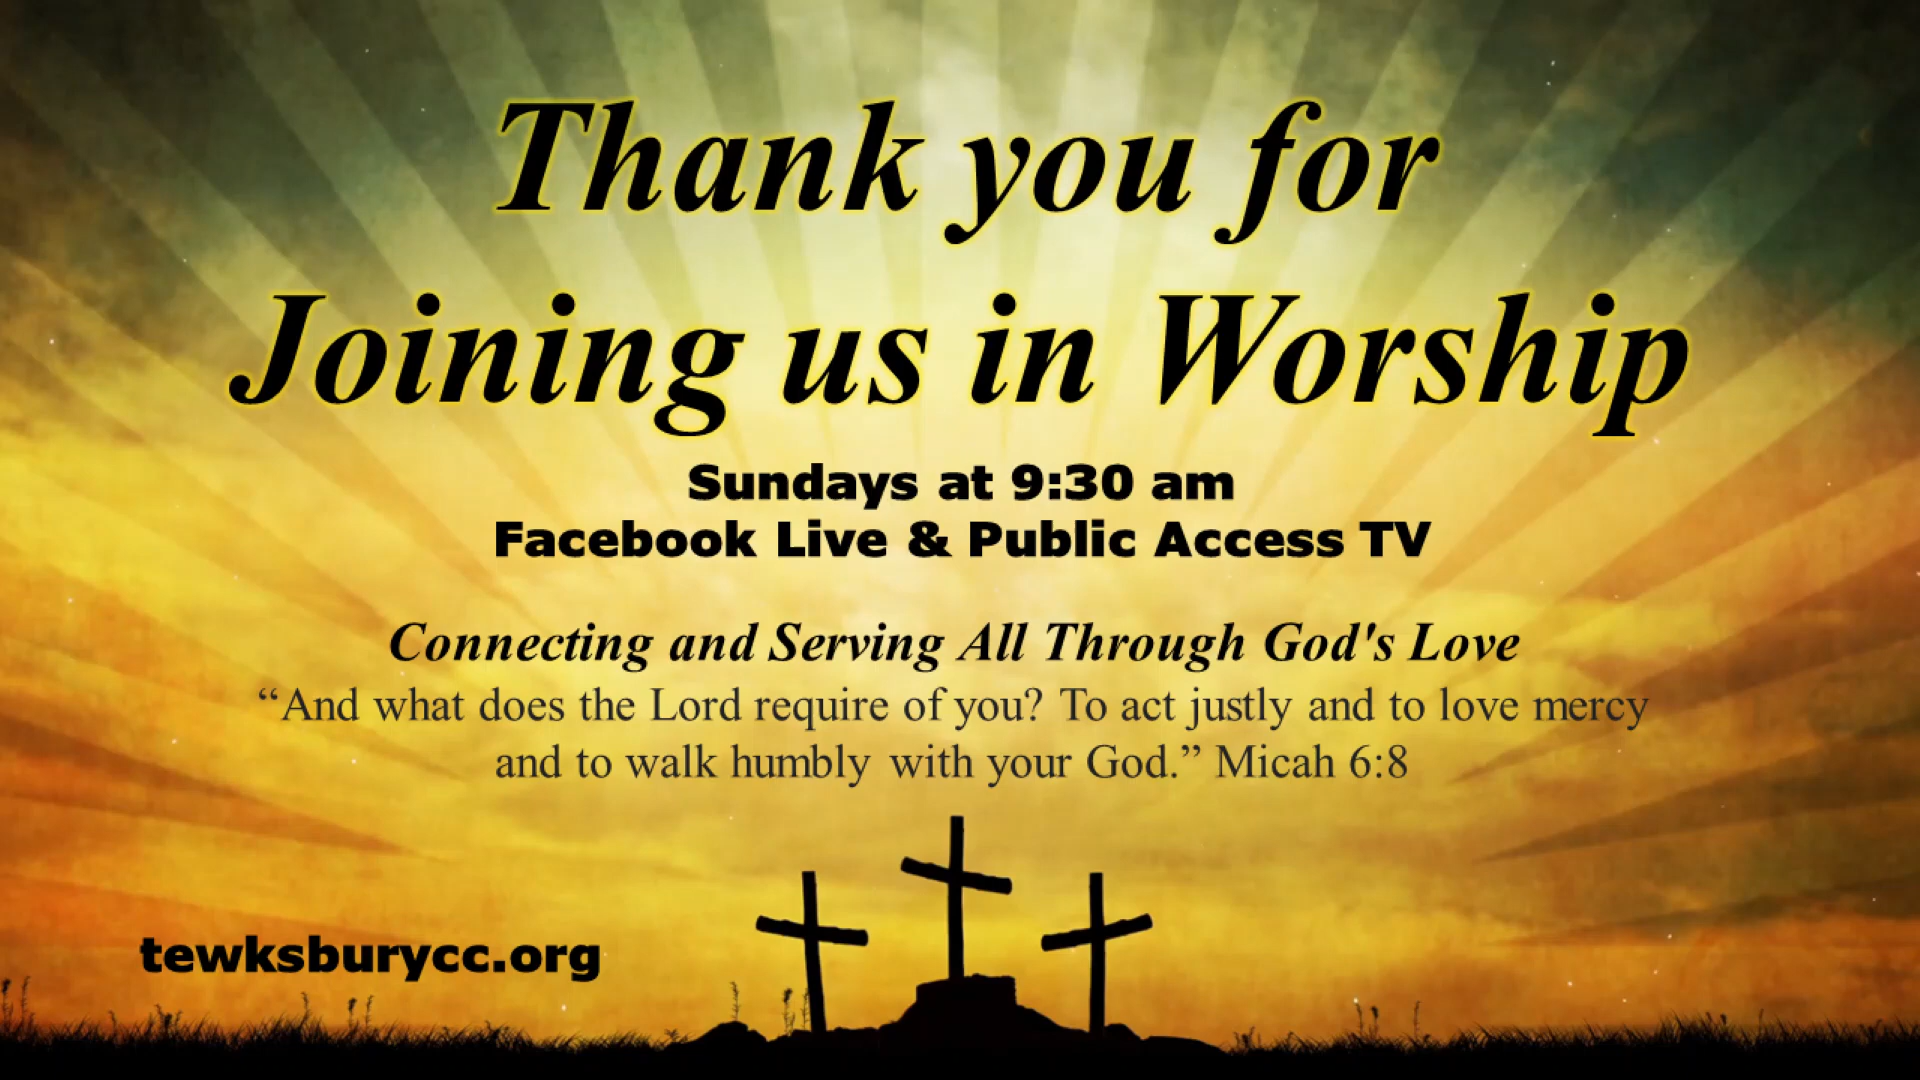 Thank you for
Joining us in Worship
Sundays at 9:30 am
Facebook Live & Public Access TV
Connecting and Serving All Through God's Love
“And what does the Lord require of you? To act justly and to love mercy
and to walk humbly with your God.” Micah 6:8
tewksburycc.org